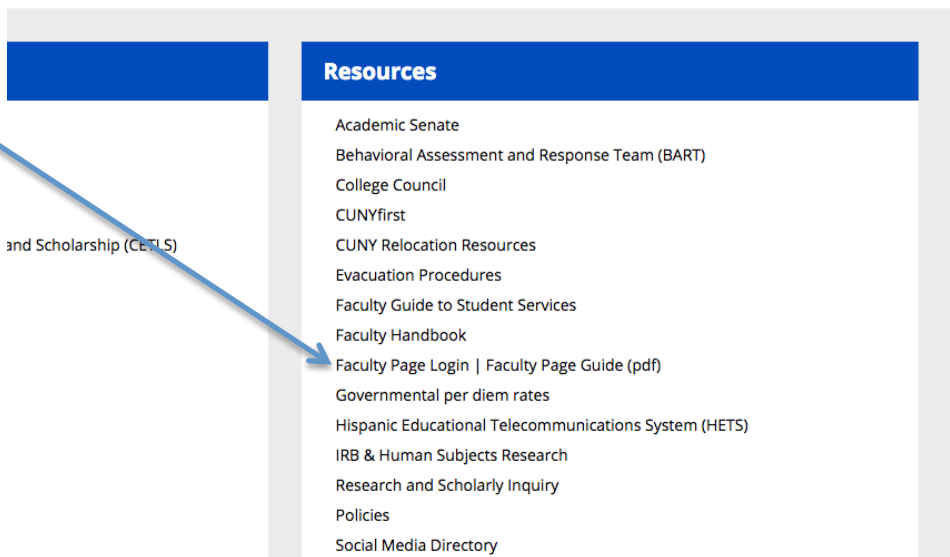 Resources
Academic Senate
Behavioral Assessment and Response Team (BART)
College Council
CUNYfirst
and Scholarship (CETLS)
CUNY Relocation Resources
Evacuation Procedures
Faculty Guide to Student Services
Faculty Handbook
Faculty Page Login | Faculty Page Guide (pdf)
Governmental per diem rates
Hispanic Educational Telecommunications System (HETS)
IRB & Human Subjects Research
Research and Scholarly Inquiry
Policies
Social Media Directory